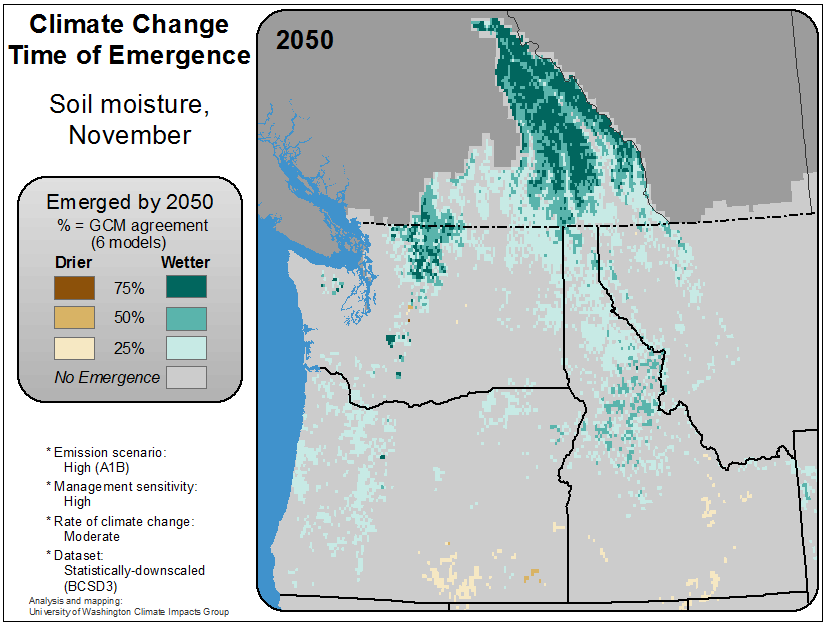 Climate Change
Time of Emergence
Soil moisture,
November
Emerged by 2050
% = GCM agreement
(6 models)
Drier Wetter
75%
50%
25%
No Emergence
* Emission scenario:
High (A1B)
* Management sensitivity:
High
* Rate of climate change:
Moderate
* Dataset:
Statistically-downscaled
(BCSD3)
Analysis and mapping:
University of Washington Climate Impacts Group
2050